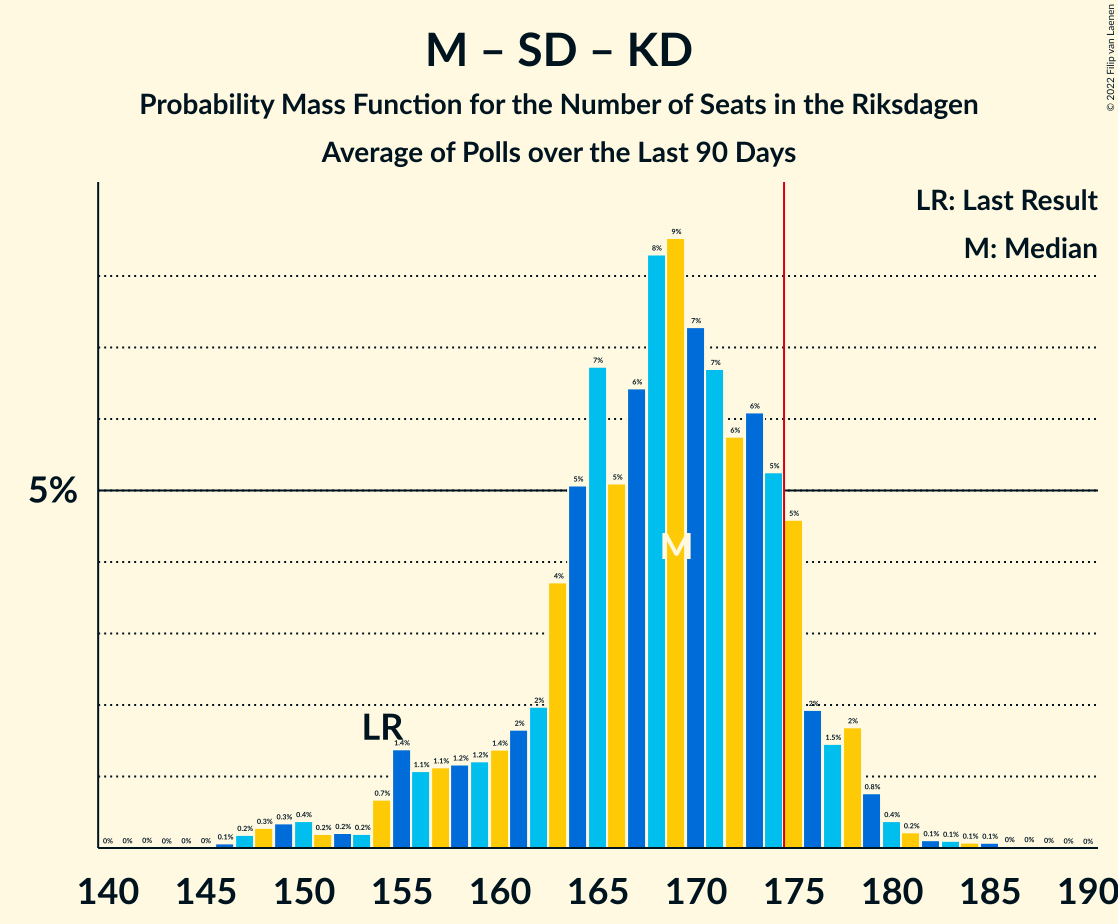 M – SD – KD
Probability Mass Function for the Number of Seats in the Riksdagen
Average of Polls over the Last 90 Days
© 2022 Filip van Laenen
LR: Last Result
M: Median
5%
LR
M
0% 0% 0% 0% 0% 0% 0.1% 0.2% 0.3% 0.3% 0.4% 0.2% 0.2% 0.2% 0.7% 1.4% 1.1% 1.1% 1.2% 1.2% 1.4% 2% 2% 4% 5% 7% 5% 6% 8% 9% 7% 7% 6% 6% 5% 5% 2% 1.5% 2% 0.8% 0.4% 0.2% 0.1% 0.1% 0.1% 0.1% 0% 0% 0% 0% 0%
140 145 150 155 160 165 170 175 180 185 190